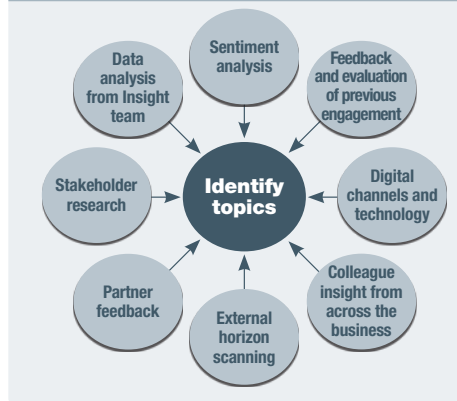 Sentiment
analysis
Feedback
and evaluation
of previous
engagement
Digital
channels and
technology
Colleague
insight from
across the
business
External
horizon
scanning
Partner
feedback
Stakeholder
research
Data
analysis
from Insight
team
Identify
topics